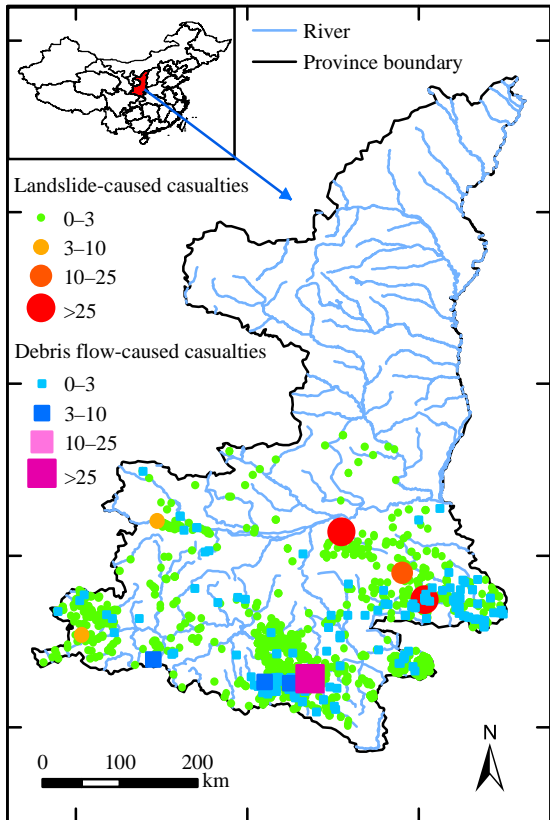 River
Province boundary
Landslide-caused casualties
0–3
3–10
10–25
>25
Debris flow-caused casualties
0–3
3–10
10–25
>25
N
0 100 200
km